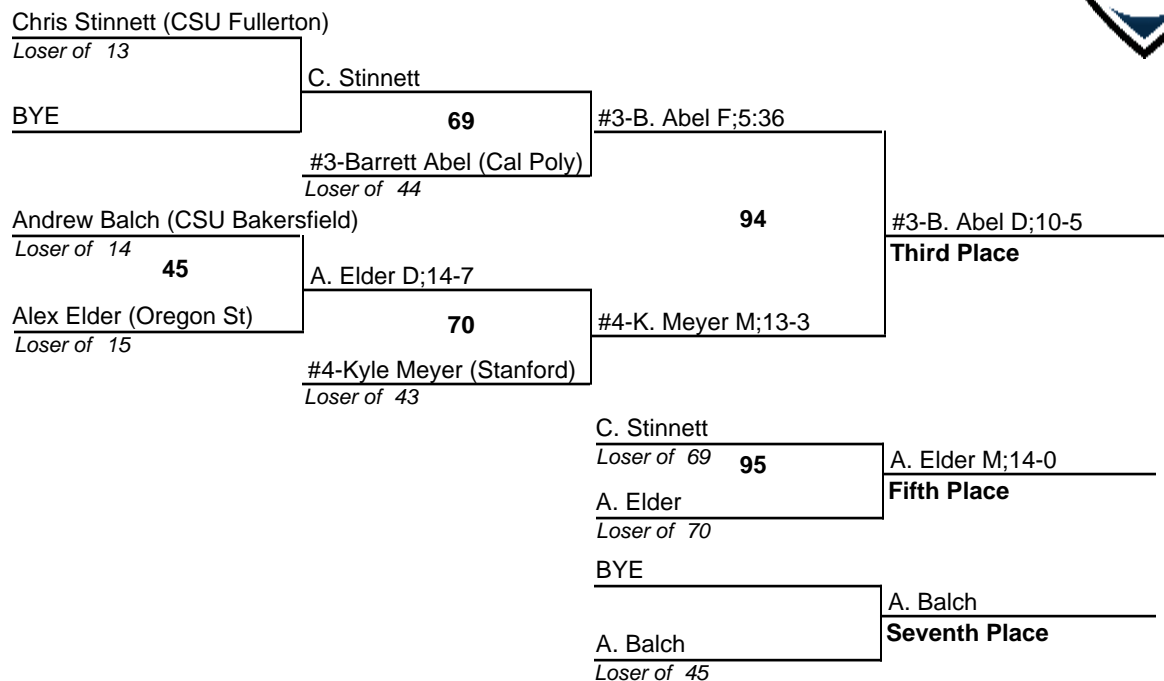 Chris Stinnett (CSU Fullerton)
Loser of 13
C. Stinnett
BYE
69
#3-B. Abel F;5:36
#3-Barrett Abel (Cal Poly)
Loser of 44
Andrew Balch (CSU Bakersfield)
94
#3-B. Abel D;10-5
Loser of 14
Third Place
45
A. Elder D;14-7
Alex Elder (Oregon St)
70
#4-K. Meyer M;13-3
Loser of 15
#4-Kyle Meyer (Stanford)
Loser of 43
C. Stinnett
Loser of 69
95
A. Elder M;14-0
Fifth Place
A. Elder
Loser of 70
BYE
A. Balch
Seventh Place
A. Balch
Loser of 45